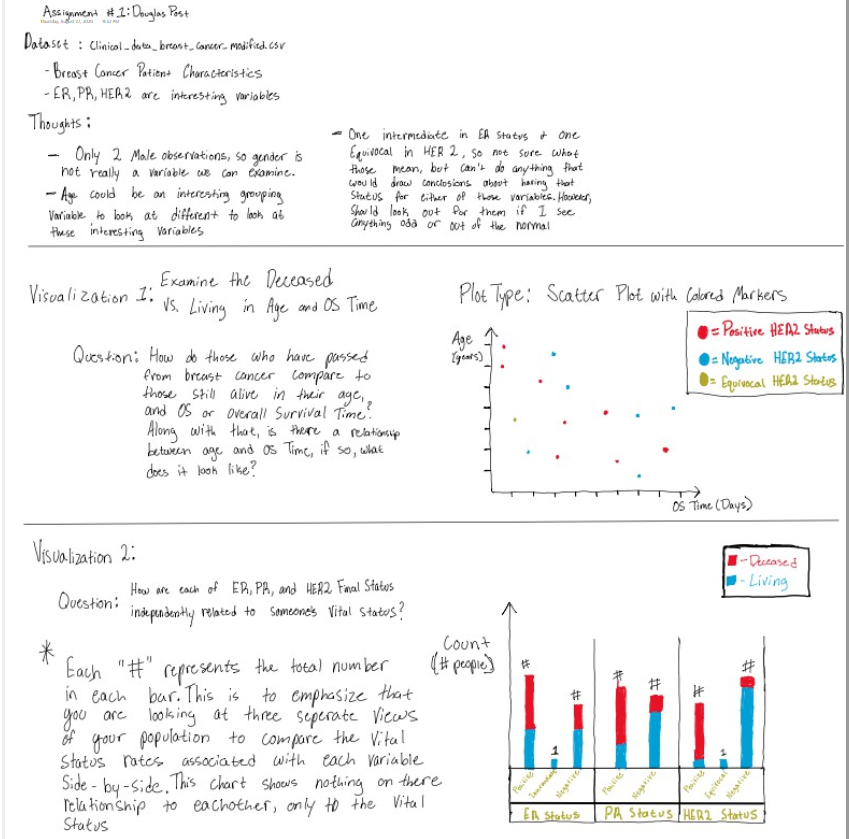 Assignment #1: Douglas Post
Thursday, August 27, 2020 9:52 PM
Dataset : Clinical_data_breast_cancer_modified.csv
- Breast Cancer Patient Characteristics
- ER, PR, HER2 are interesting variables
Thoughts:
- Only 2 Male observations, so gender is
not really a variable we can examine.
- Age could be an interesting grouping
Variable to look at different to look at
these interesting variables
- One intermediate in ER Status + one
Equivocal in HER 2, so not sure what
those mean, but can't do anything that
would draw conclusions about having that
Status for either of those variables. However,
Should look out for them if I see
anything odd or out of the normal
Visualization 1: Examine the Deceased
vs. Living in Age and OS Time
Question: How do those who have passed
from breast cancer compare to
those still alive in their age,
and OS or Overall Survival Time?
Along with that, is there a relationship
between age and OS Time, if so, what
does it look like?
Plot Type: Scatter Plot with Colored Markers
= Positive HER2 Status
= Negative HER2 Status
= Equivocal HER2 Status
Age
(years)
OS Time (Days)
Visualization 2:
Question: How are each of ER, PR, and HER2 Final Status
independently related to someone's Vital Status?
* Each "#" represents the total number
in each bar. This is to emphasize that
you are looking at three seperate views
of your population to compare the Vital
Status rates associated with each variable
Side-by-side. This chart shows nothing on there
relationship to eachother, only to the Vital
Status
- Deceased
- Living
Count
(# people)
# 1 # # # # 1 #
Positive Negative Positive Negative Positive Equivocal Negative
ER Status PR Status HER2 Status